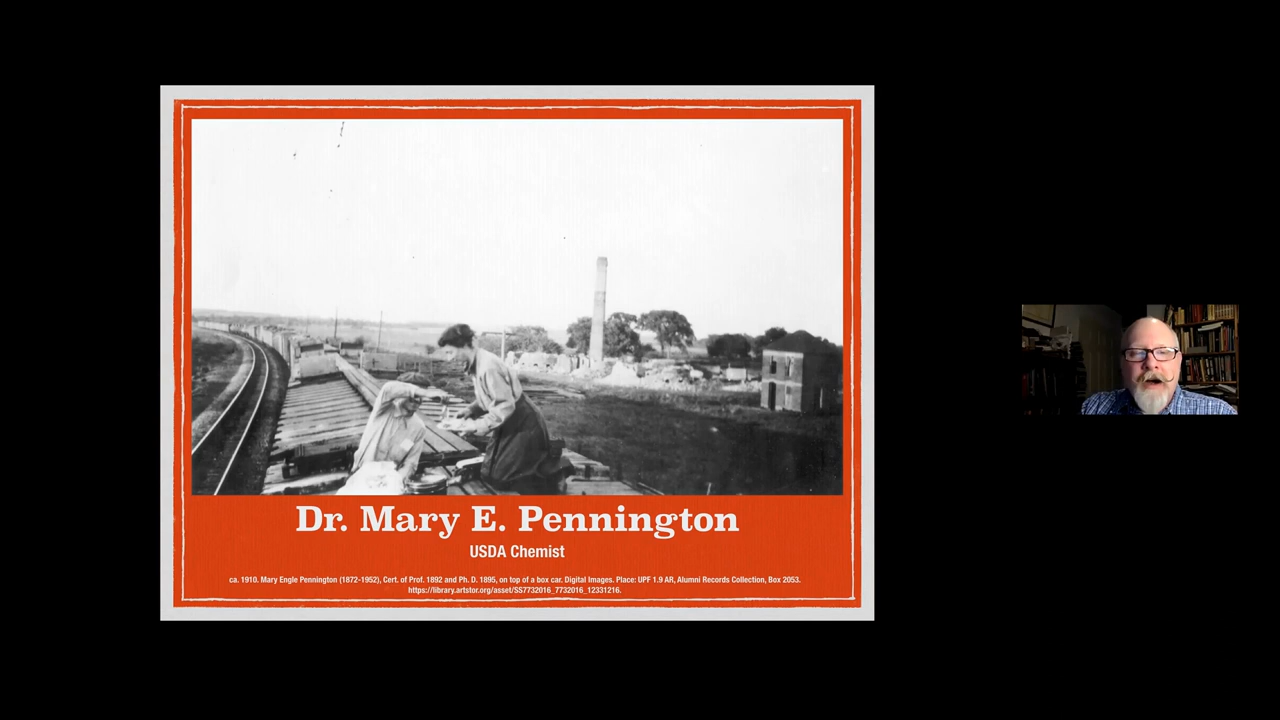 Dr. Mary E. Pennington
USDA Chemist
ca. 1910. Mary Engle Pennington (1872-1952), Cert. of Prof. 1892 and Ph. D. 1895, on top of a box car. Digital Images. Place: UPF 1.9 AR, Alumni Records Collection, Box 2053.
https://library.artstor.org/asset/SS7732016_7732016_12331216.